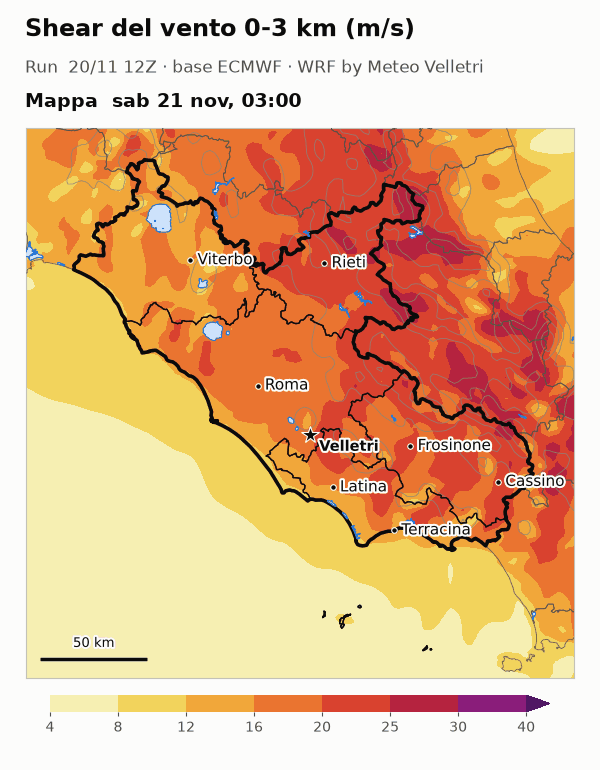 Shear del vento 0-3 km (m/s)
Run  20/11 12Z · base ECMWF · WRF by Meteo Velletri
Mappa  sab 21 nov, 03:00
Viterbo
Rieti
Roma
Velletri
Frosinone
Latina
Cassino
Terracina
50 km
4 8 12 16 20 25 30 40